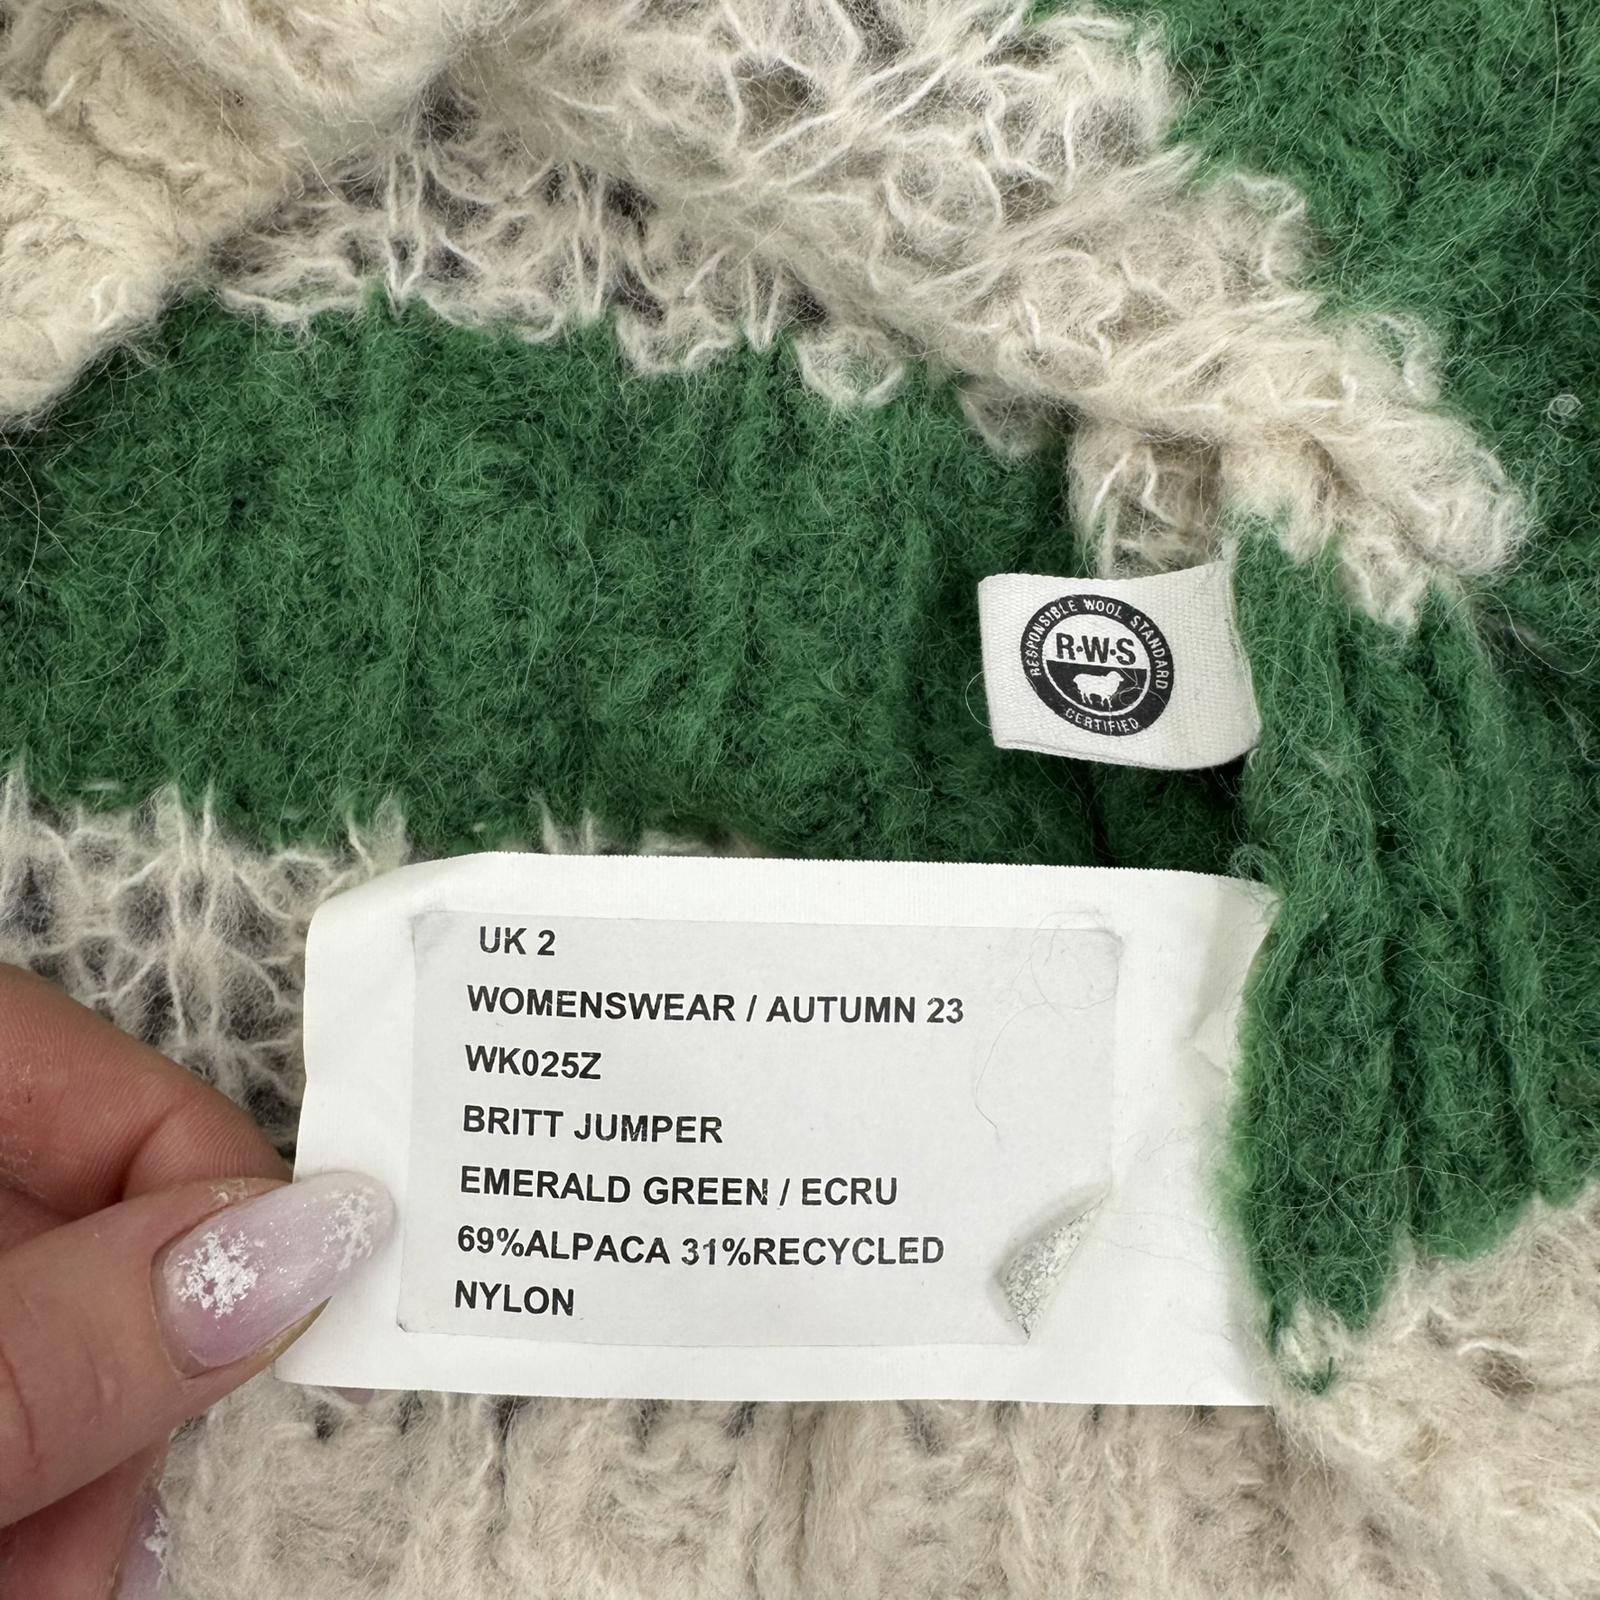 RESPONSIBLE WOOL STANDARD
R·W·S
CERTIFIED
UK 2
WOMENSWEAR / AUTUMN 23
WK025Z
BRITT JUMPER
EMERALD GREEN / ECRU
69%ALPACA 31%RECYCLED
NYLON